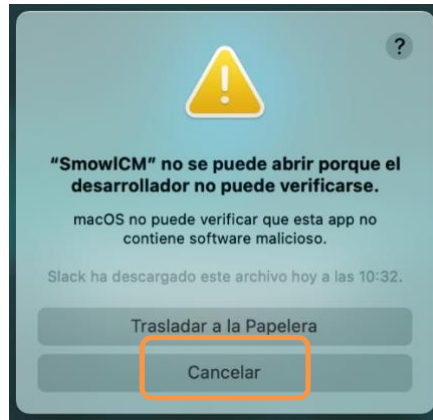 ?
“SmowlCM” no se puede abrir porque el
desarrollador no puede verificarse.
macOS no puede verificar que esta app no
contiene software malicioso.
Slack ha descargado este archivo hoy a las 10:32.
Trasladar a la Papelera
Cancelar